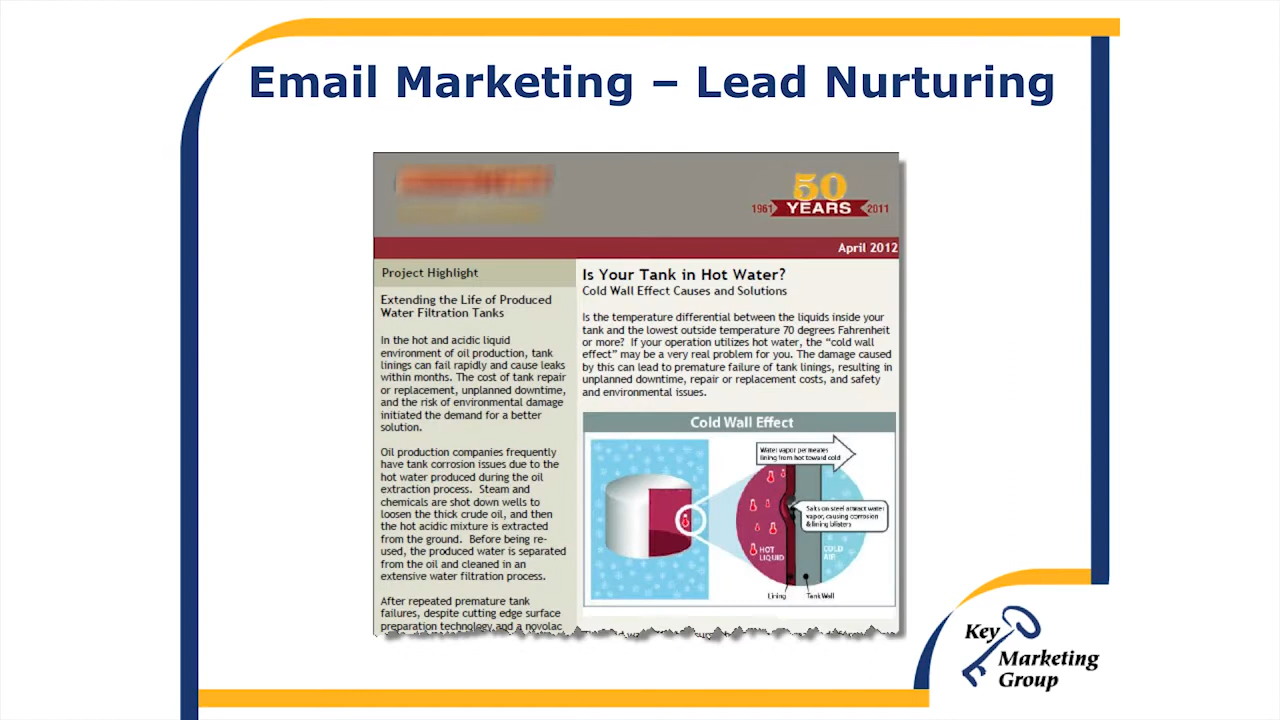 Email Marketing – Lead Nurturing
50
1961 YEARS 2011
April 2012
Project Highlight
Extending the Life of Produced
Water Filtration Tanks
In the hot and acidic liquid
environment of oil production, tank
linings can fail rapidly and cause leaks
within months. The cost of tank repair
or replacement, unplanned downtime,
and the risk of environmental damage
initiated the demand for a better
solution.
Oil production companies frequently
have tank corrosion issues due to the
hot water produced during the oil
extraction process. Steam and
chemicals are shot down wells to
loosen the thick crude oil, and then
the hot acidic mixture is extracted
from the ground. Before being re-
used, the produced water is separated
from the oil and cleaned in an
extensive water filtration process.
After repeated premature tank
failures, despite cutting edge surface
preparation technology and a novolac
Is Your Tank in Hot Water?
Cold Wall Effect Causes and Solutions
Is the temperature differential between the liquids inside your
tank and the lowest outside temperature 70 degrees Fahrenheit
or more? If your operation utilizes hot water, the “cold wall
effect” may be a very real problem for you. The damage caused
by this can lead to premature failure of tank linings, resulting in
unplanned downtime, repair or replacement costs, and safety
and environmental issues.
Cold Wall Effect
Water vapor permeates
lining from hot toward cold
Salts on steel attract water
vapor, causing corrosion
& lining blisters
HOT
LIQUID
COLD
AIR
Lining
Tank Wall
Key
Marketing
Group